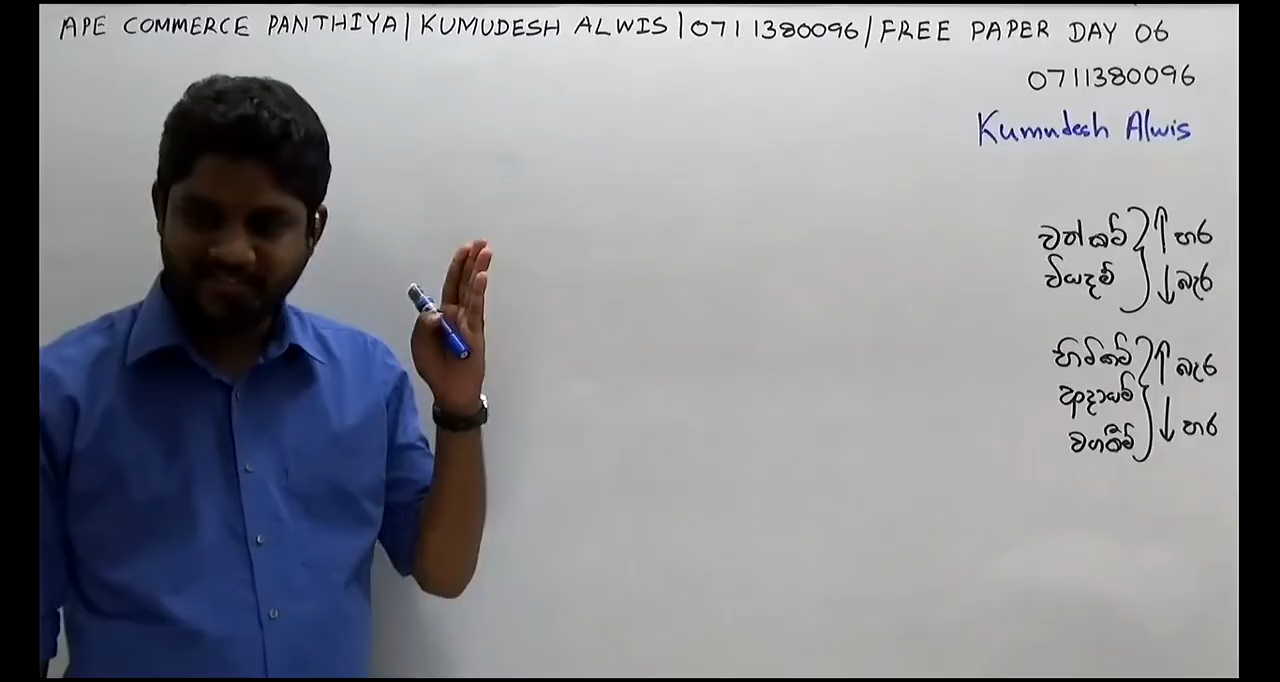 APE COMMERCE PANTHIYA | KUMUDESH ALWIS | 0711380096 | FREE PAPER DAY 06
0711380096
Kumudesh Alwis
වත්කම් ↑ හර
වියදම් ↓ බැර
හිමිකම් ↑ බැර
ආදායම්
වගකීම් ↓ හර